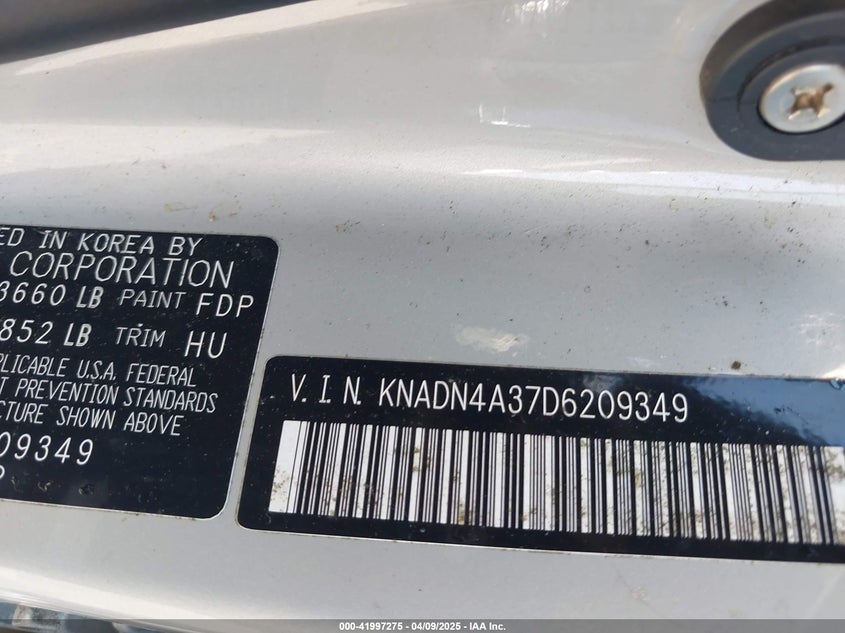 ED IN KOREA BY
CORPORATION
3660 LB PAINT FDP
852 LB TRIM HU
PLICABLE U.S.A. FEDERAL
T PREVENTION STANDARDS
CTURE SHOWN ABOVE
09349
V. I. N. KNADN4A37D6209349
000-41997275 - 04/09/2025 - IAA Inc.